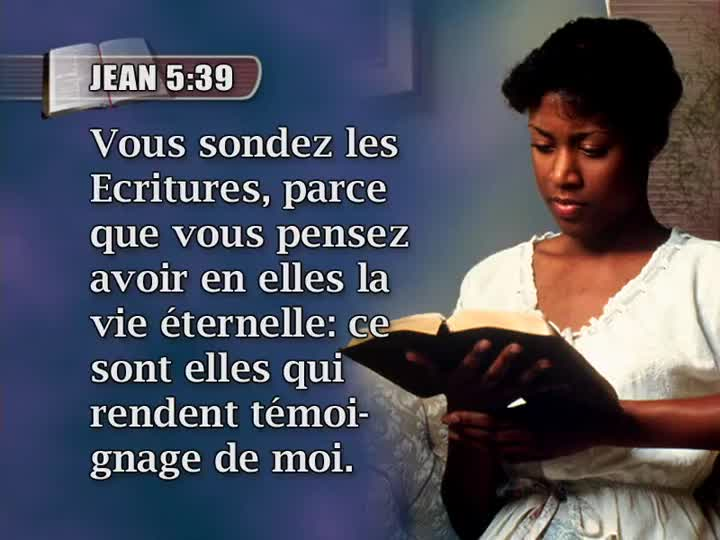 JEAN 5:39
Vous sondez les
Ecritures, parce
que vous pensez
avoir en elles la
vie éternelle: ce
sont elles qui
rendent témoi-
gnage de moi.